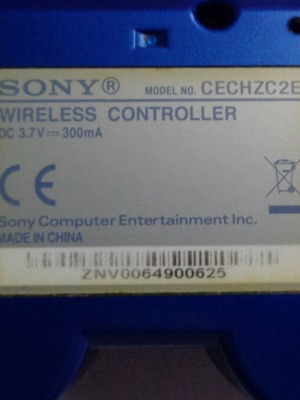 SONY® MODEL NO. CECHZC2E
WIRELESS CONTROLLER
DC 3.7V⎓300mA
CE
Sony Computer Entertainment Inc.
MADE IN CHINA
ZNV0064900625